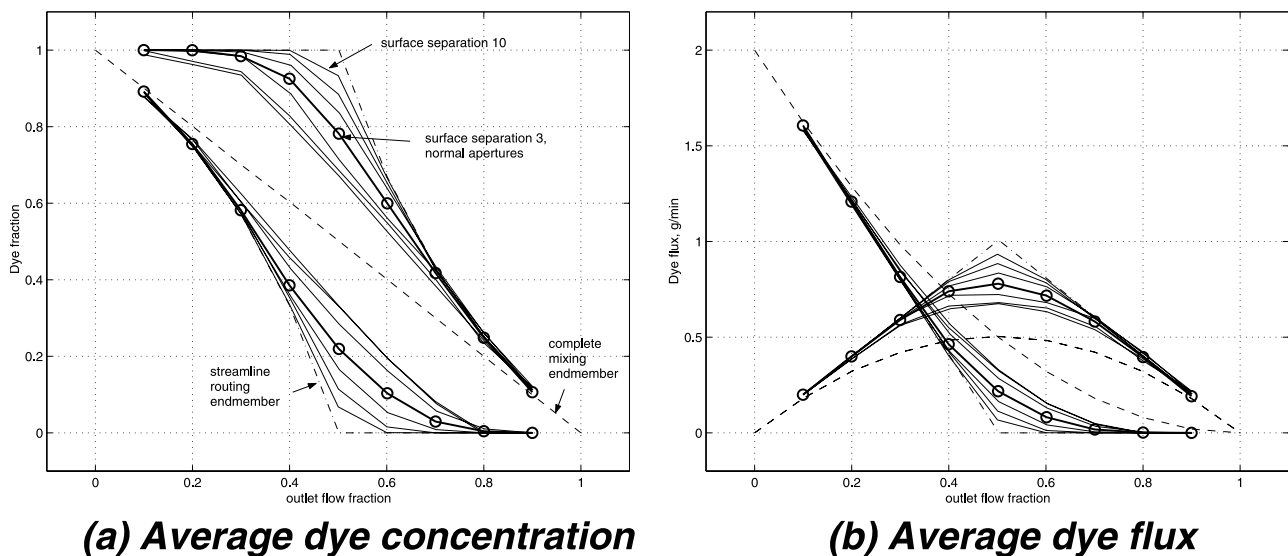 surface separation 10
surface separation 3,
normal apertures
complete
mixing
endmember
streamline
routing
endmember
1
0.8
0.6
0.4
0.2
0
Dye fraction
0 0.2 0.4 0.6 0.8 1
outlet flow fraction
(a) Average dye concentration
2
1.5
1
0.5
0
Dye flux, g/min
0 0.2 0.4 0.6 0.8 1
outlet flow fraction
(b) Average dye flux